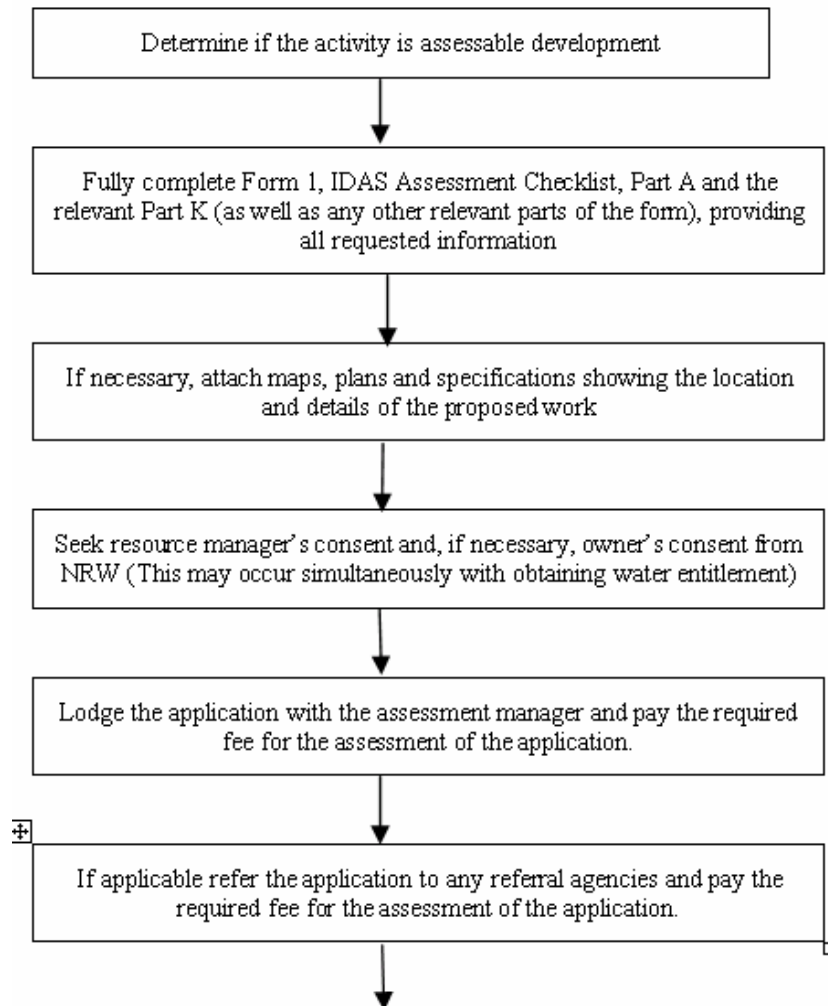 Determine if the activity is assessable development
Fully complete Form 1, IDAS Assessment Checklist, Part A and the
relevant Part K (as well as any other relevant parts of the form), providing
all requested information
If necessary, attach maps, plans and specifications showing the location
and details of the proposed work
Seek resource manager's consent and, if necessary, owner's consent from
NRW (This may occur simultaneously with obtaining water entitlement)
Lodge the application with the assessment manager and pay the required
fee for the assessment of the application.
If applicable refer the application to any referral agencies and pay the
required fee for the assessment of the application.